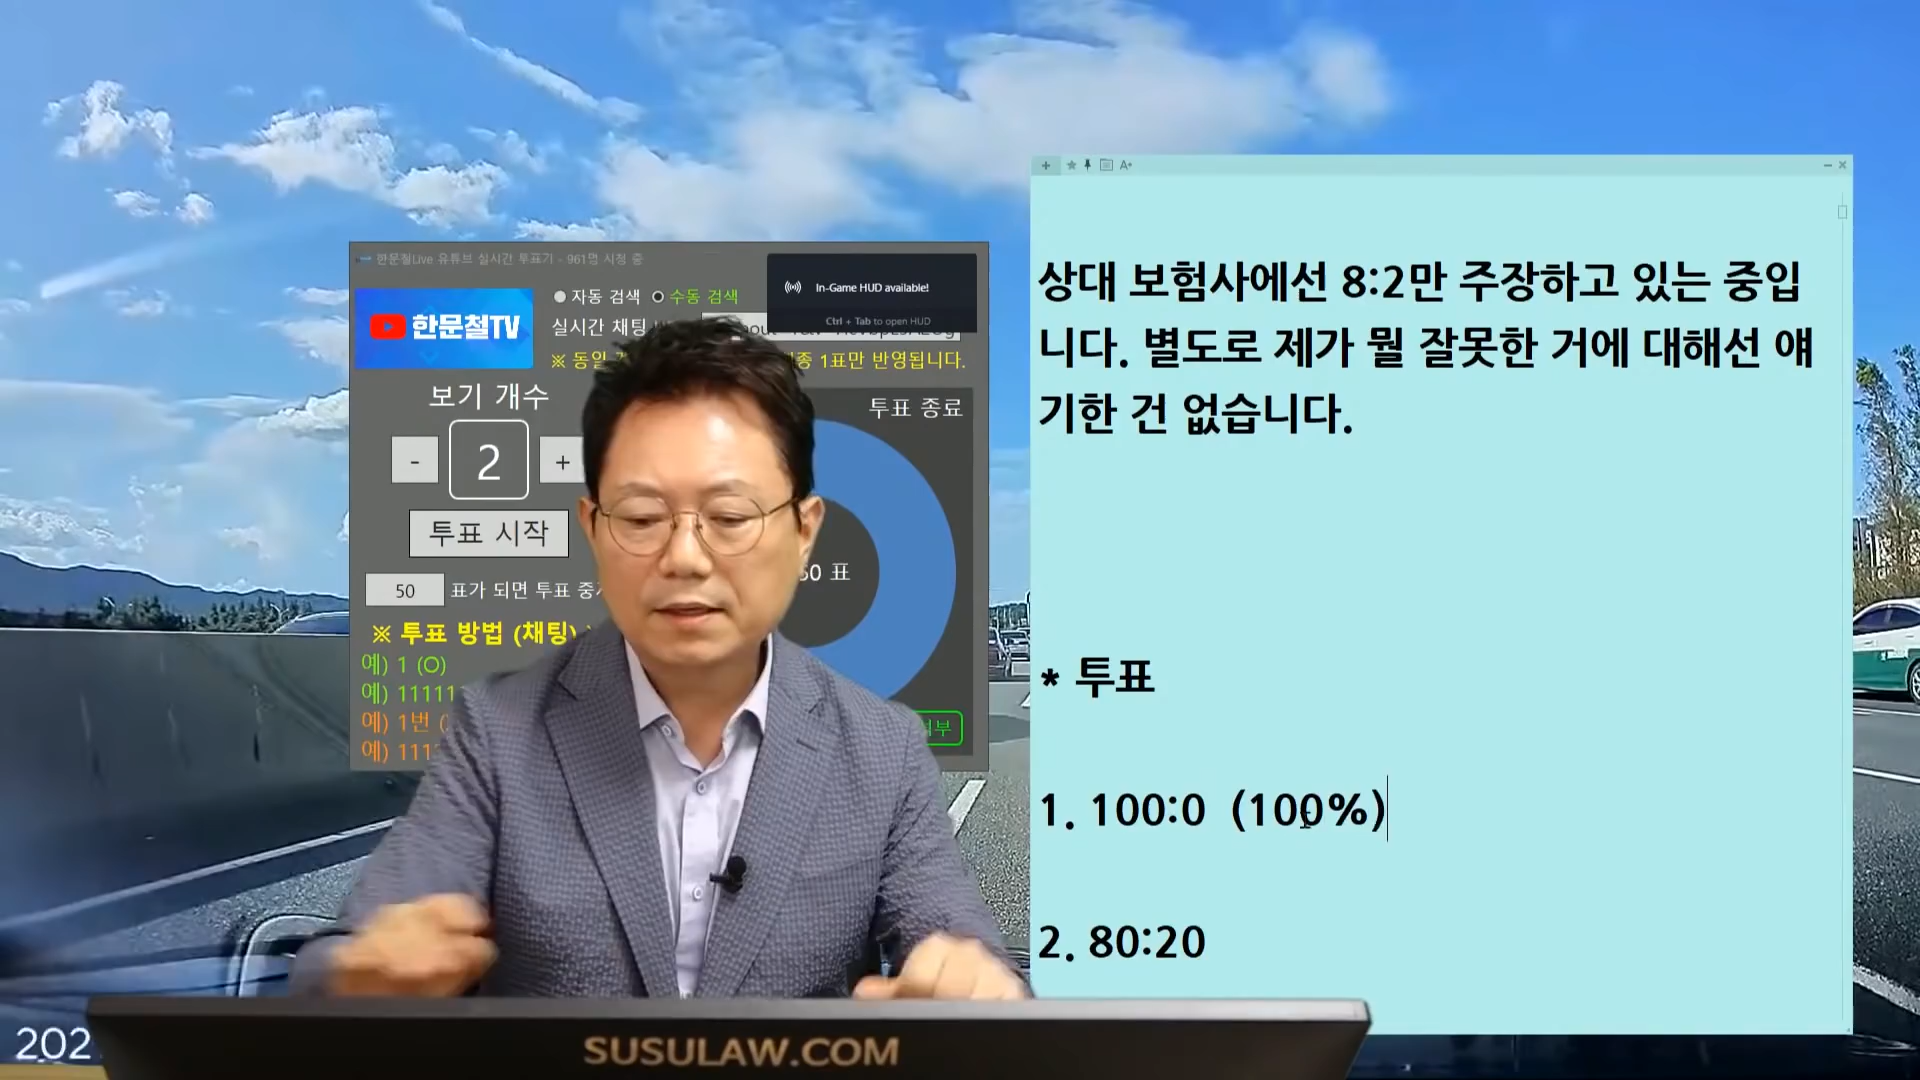 한문철Live 유튜브 실시간 투표기 - 961명 시청 중
자동 검색 수동 검색
In-Game HUD available!
Ctrl + Tab to open HUD
한문철TV
실시간 채팅
※ 동일
1표만 반영됩니다.
보기 개수
투표 종료
- 2 +
투표 시작
50 표가 되면 투표
표
※ 투표 방법 (채팅)
예) 1 (O)
예) 11111
예) 1번
예) 111
상대 보험사에선 8:2만 주장하고 있는 중입
니다. 별도로 제가 뭘 잘못한 거에 대해선 얘
기한 건 없습니다.
* 투표
1. 100:0 (100%)
2. 80:20
202
SUSULAW.COM